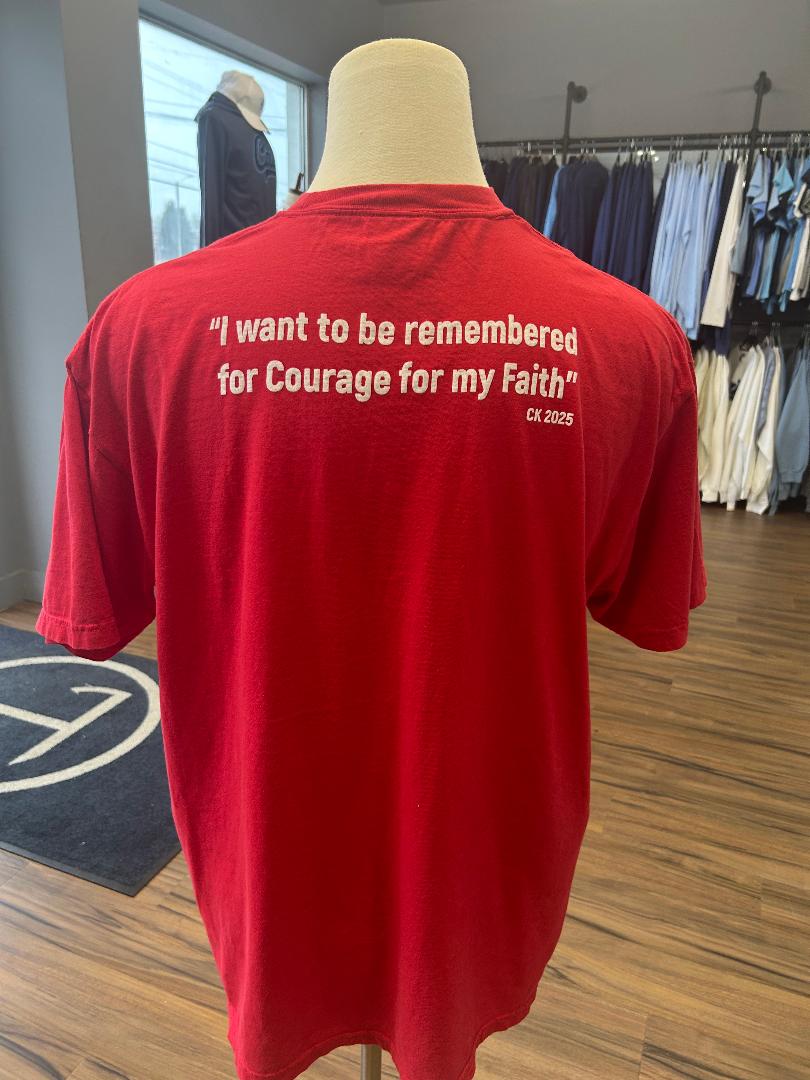 “I want to be remembered
for Courage for my Faith”
CK 2025